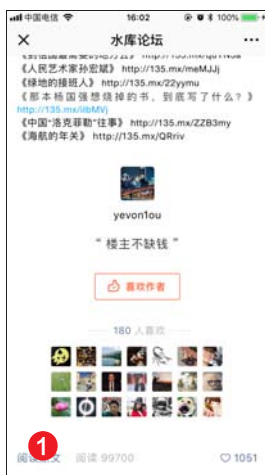 中国电信 16:02 100%
水库论坛
《人民艺术家孙宏斌》 http://135.mx/meMJJj
《绿地的接班人》 http://135.mx/22yymu
《那本杨国强想烧掉的书，到底写了什么？》
http://135.mx/iIbMVj
《中国“洛克菲勒”往事》 http://135.mx/ZZB3my
《海航的年关》 http://135.mx/QRriv
yevon1ou
“ 楼主不缺钱 ”
喜欢作者
180 人喜欢
1
阅读 99700
1051